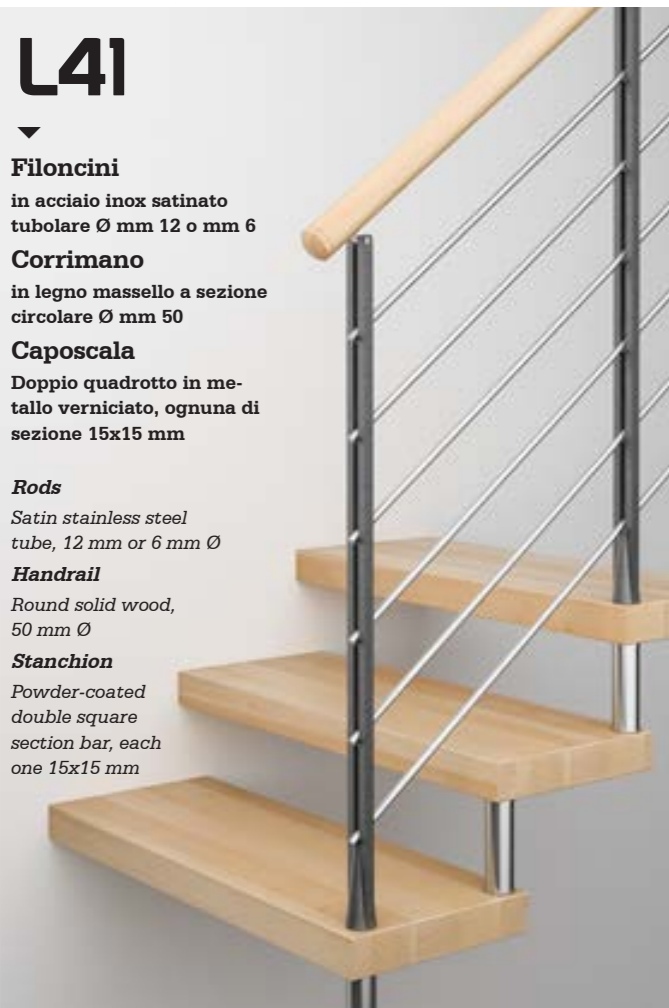 L41
Filoncini
in acciaio inox satinato
tubolare Ø mm 12 o mm 6
Corrimano
in legno massello a sezione
circolare Ø mm 50
Caposcala
Doppio quadrotto in me-
tallo verniciato, ognuna di
sezione 15x15 mm
Rods
Satin stainless steel
tube, 12 mm or 6 mm Ø
Handrail
Round solid wood,
50 mm Ø
Stanchion
Powder-coated
double square
section bar, each
one 15x15 mm